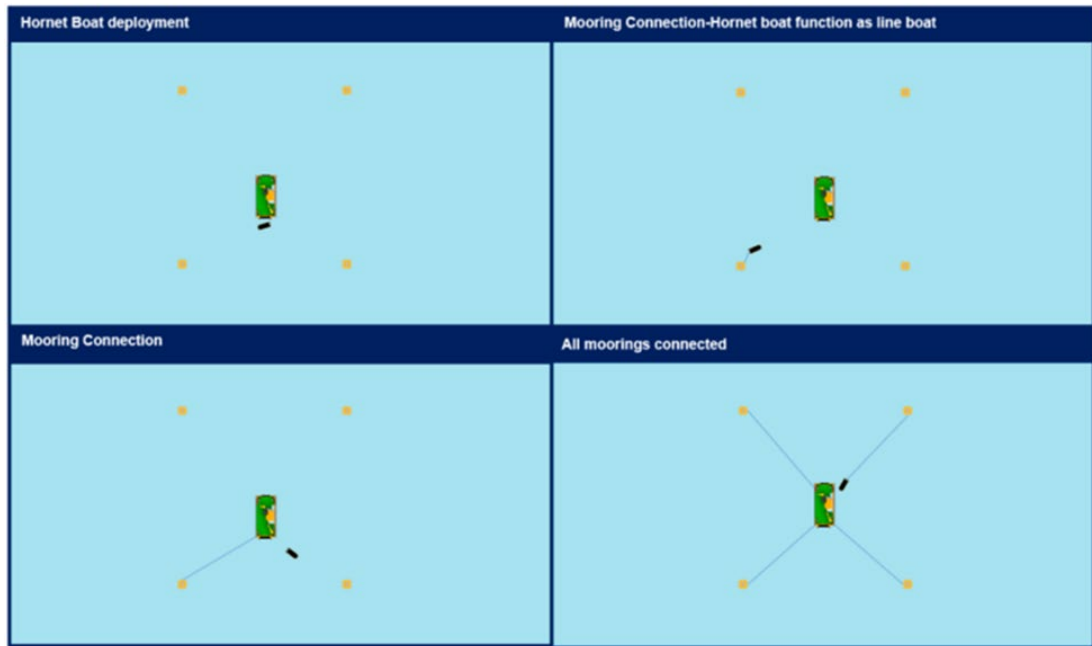 Hornet Boat deployment
Mooring Connection-Hornet boat function as line boat
Mooring Connection
All moorings connected